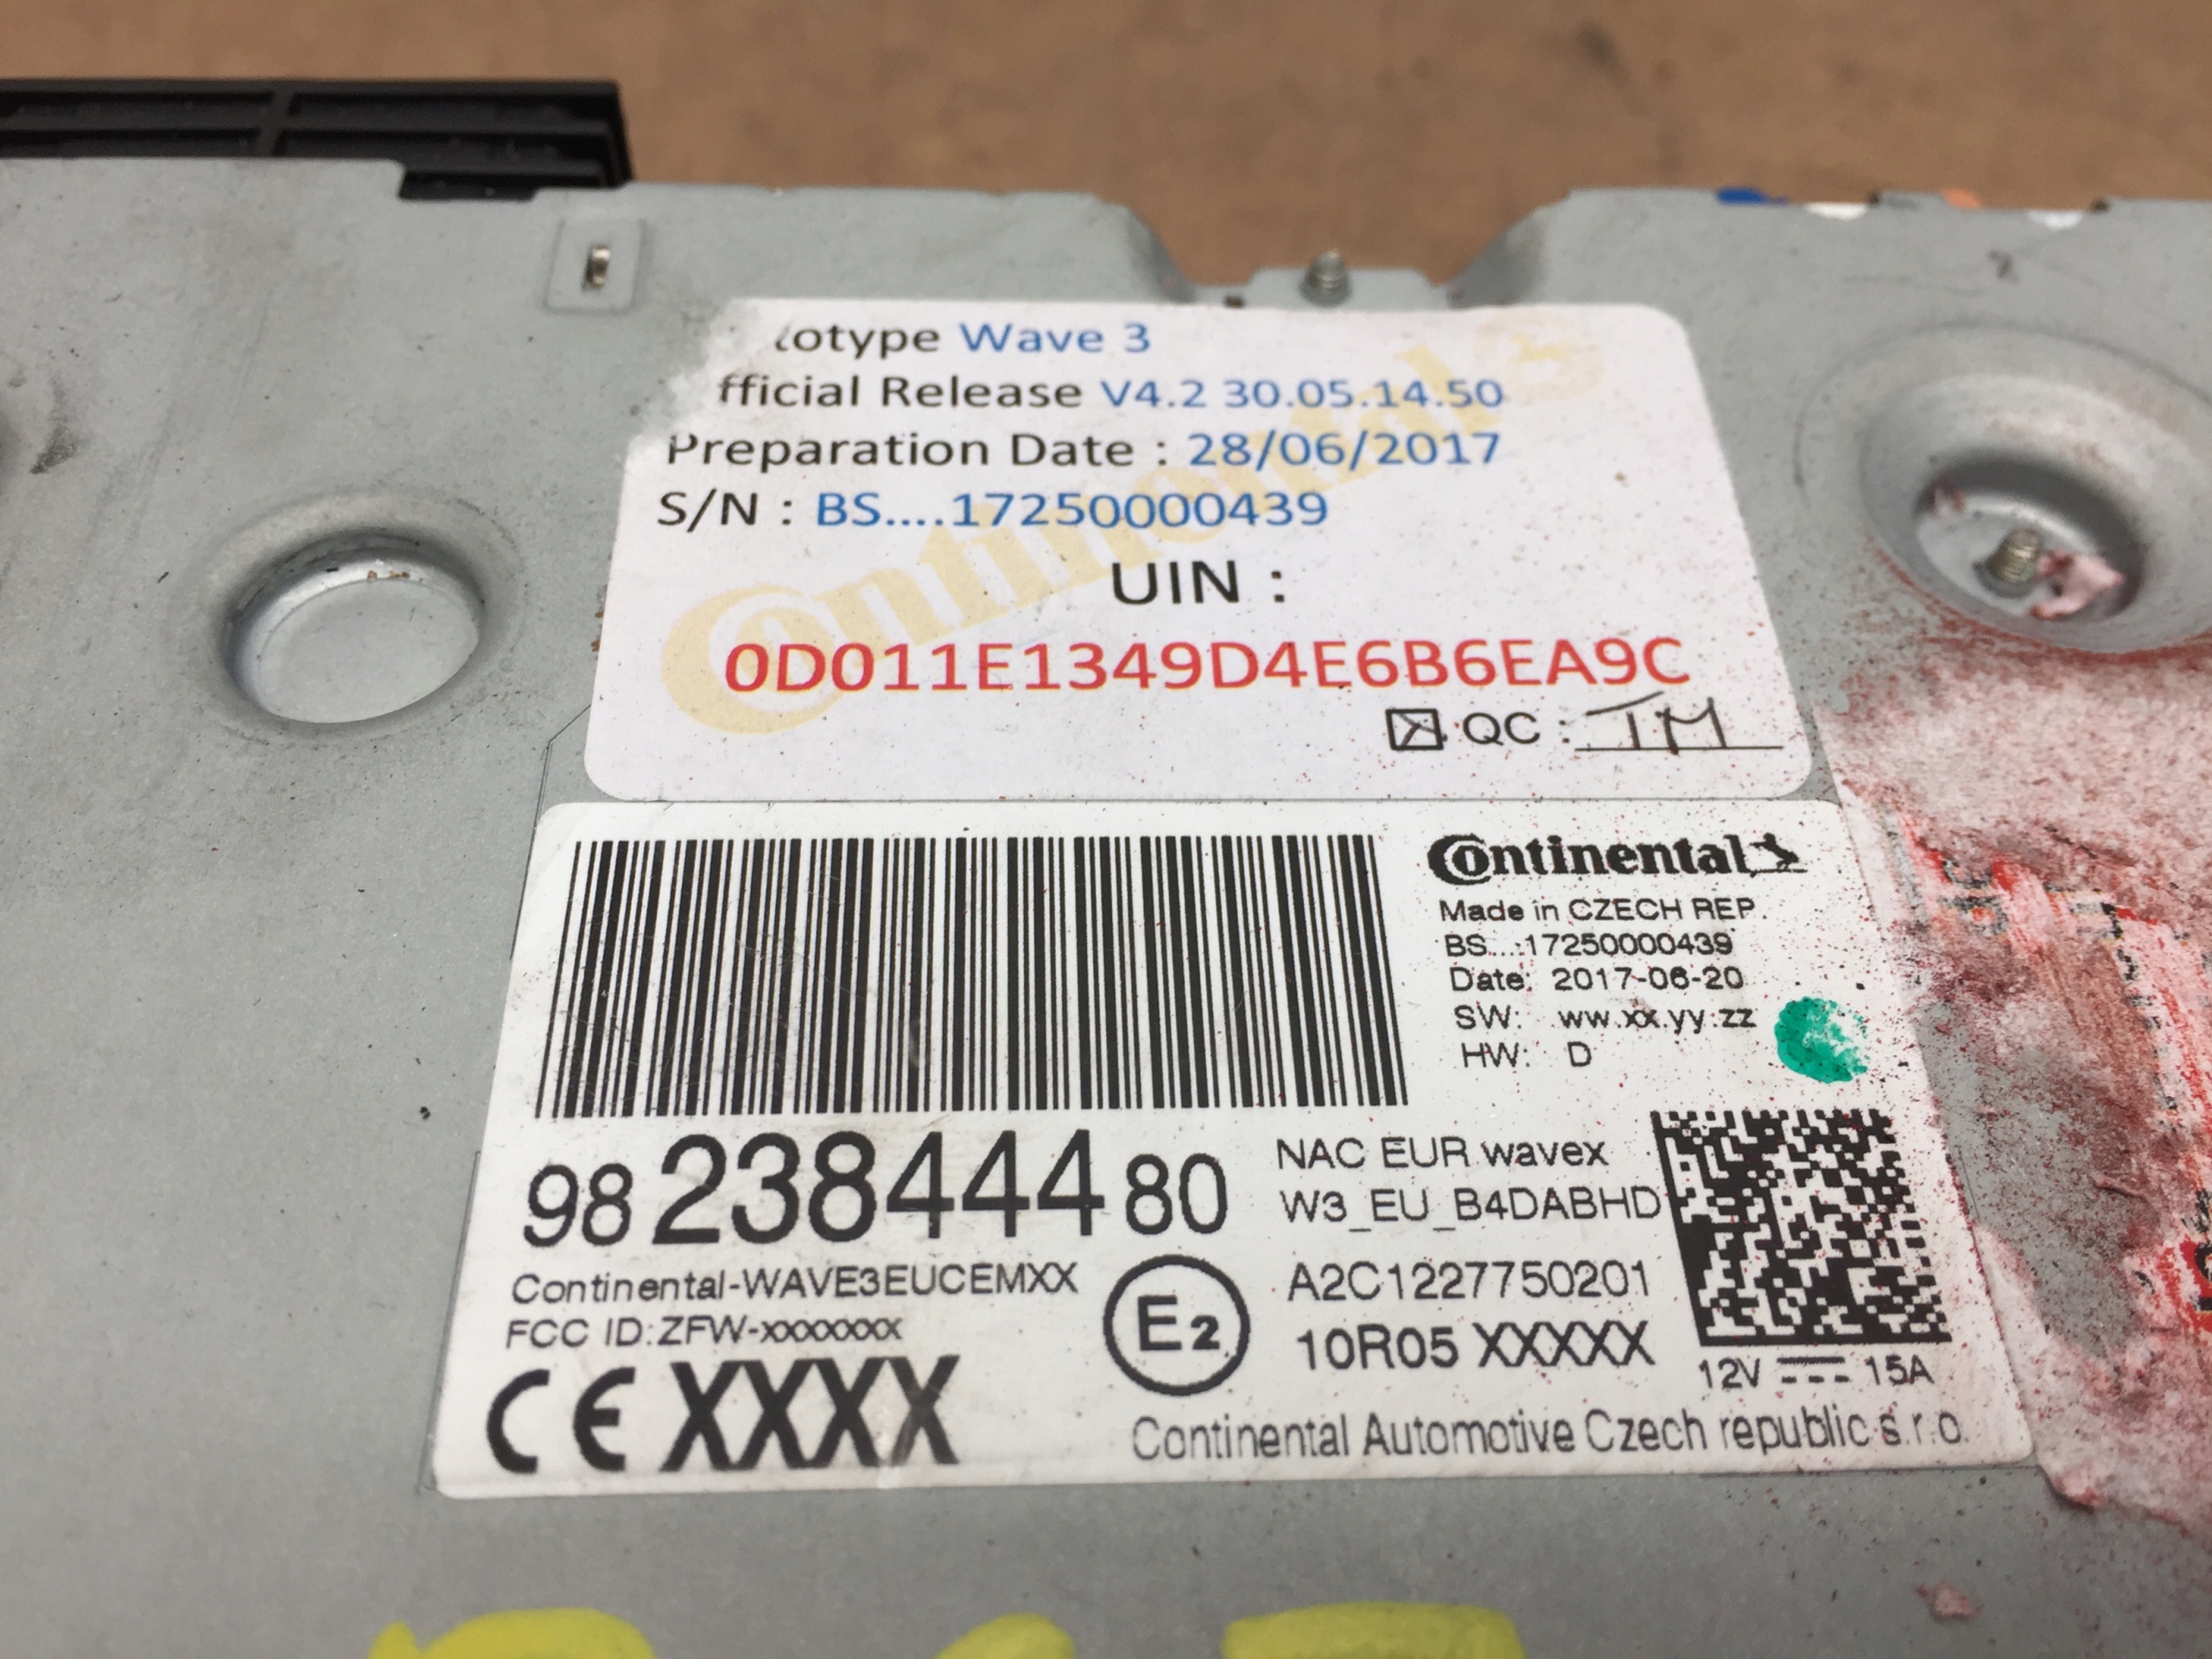 Wave 3
Release V4.2 30.05.14.50
Preparation Date : 28/06/2017
S/N : BS....17250000439
UIN :
0D011E1349D4E6B6EA9C
QC : TM
Continental
Made in CZECH REP.
BS....17250000439
Date: 2017-06-20
SW: ww.xx.yy.zz
HW: D
98 238444 80
NAC EUR wavex
W3_EU_B4DABHD
Continental-WAVE3EUCEMXX
A2C1227750201
FCC ID:ZFW-xxxxxxx
E2
10R05 XXXXX
12V 15A
CE XXXX
Continental Automotive Czech republic s.r.o.